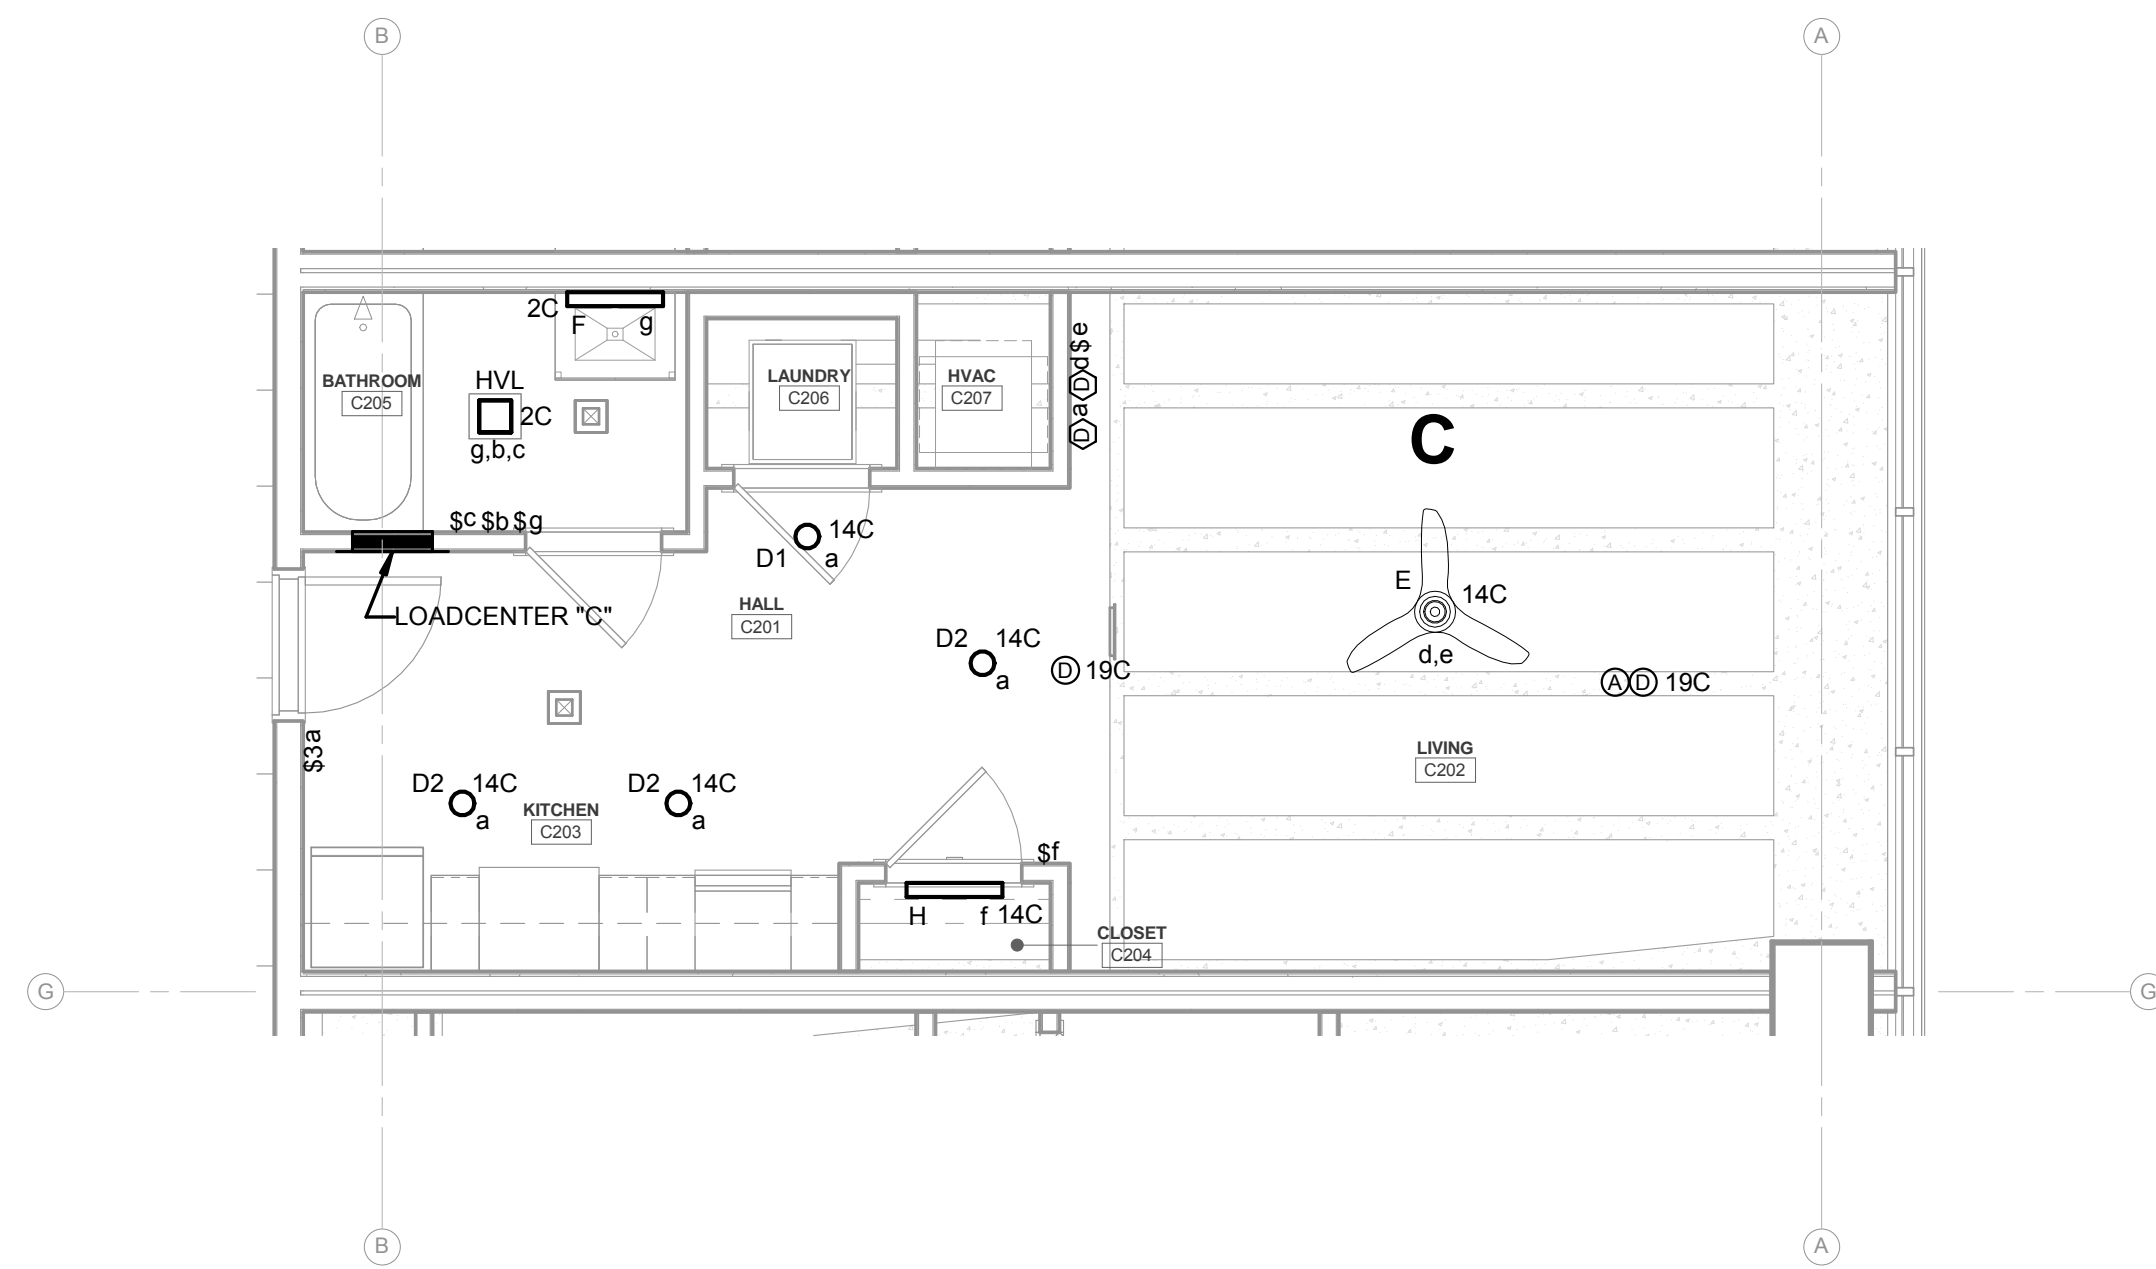 B
A
2C
F
g
BATHROOM
C205
HVL
2C
g,b,c
LAUNDRY
C206
HVAC
C207
DaDd$e
C
$c $b $g
14C
D1
a
LOADCENTER "C"
HALL
C201
E
14C
d,e
D2
14C
a
D
19C
A
D
19C
$3a
D2
14C
a
D2
14C
a
KITCHEN
C203
LIVING
C202
$f
H
f
14C
CLOSET
C204
G
G
B
A